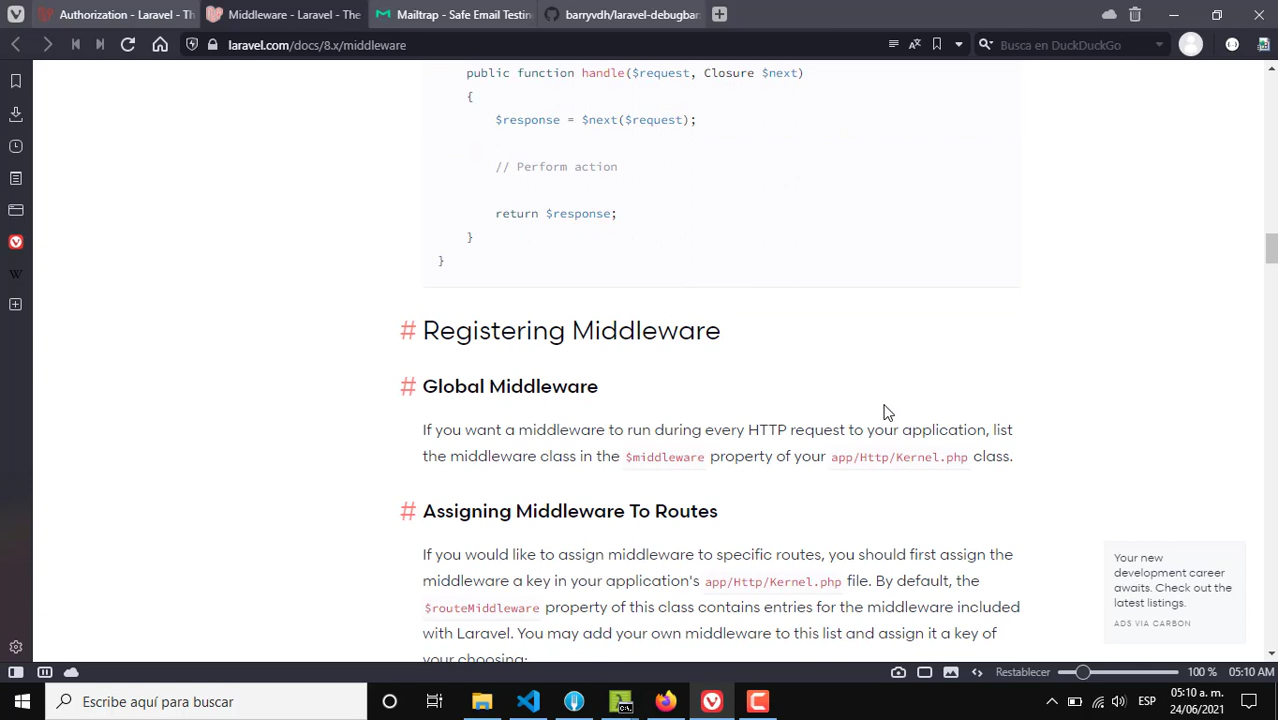 Authorization - Laravel - Th
Middleware - Laravel - The
Mailtrap - Safe Email Testin
barryvdh/laravel-debugbar:
laravel.com/docs/8.x/middleware
Busca en DuckDuckGo
public function handle($request, Closure $next)
{
$response = $next($request);
// Perform action
return $response;
}
}
# Registering Middleware
# Global Middleware
If you want a middleware to run during every HTTP request to your application, list
the middleware class in the $middleware property of your app/Http/Kernel.php class.
# Assigning Middleware To Routes
If you would like to assign middleware to specific routes, you should first assign the
middleware a key in your application's app/Http/Kernel.php file. By default, the
$routeMiddleware property of this class contains entries for the middleware included
with Laravel. You may add your own middleware to this list and assign it a key of
your choosing:
Your new
development career
awaits. Check out the
latest listings.
ADS VIA CARBON
Restablecer
100 %
05:10 AM
Escribe aquí para buscar
ESP
05:10 a. m.
24/06/2021